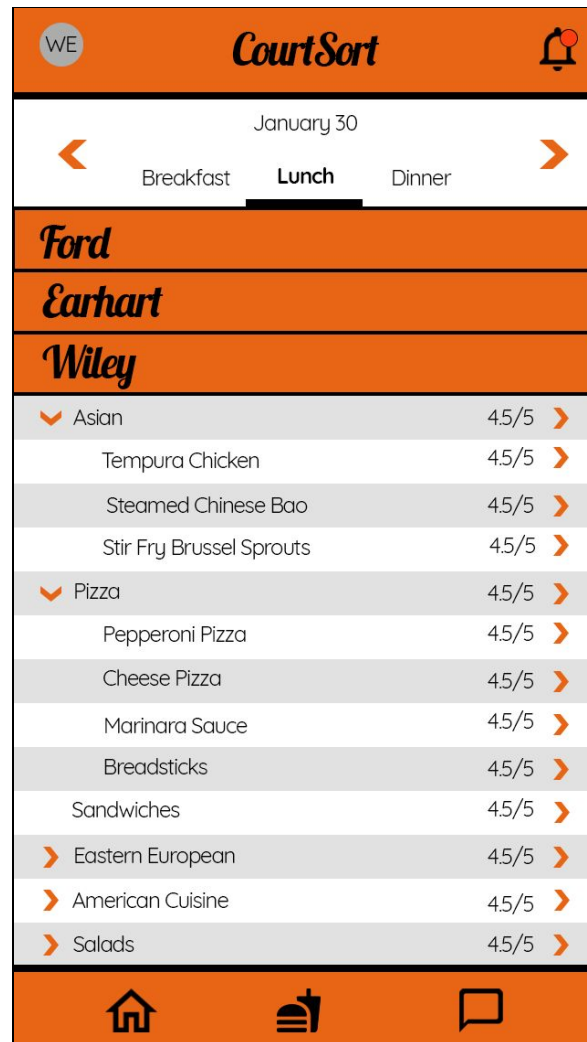 WE CourtSort
January 30
Breakfast Lunch Dinner
Ford
Earhart
Wiley
Asian 4.5/5
Tempura Chicken 4.5/5
Steamed Chinese Bao 4.5/5
Stir Fry Brussel Sprouts 4.5/5
Pizza 4.5/5
Pepperoni Pizza 4.5/5
Cheese Pizza 4.5/5
Marinara Sauce 4.5/5
Breadsticks 4.5/5
Sandwiches 4.5/5
Eastern European 4.5/5
American Cuisine 4.5/5
Salads 4.5/5